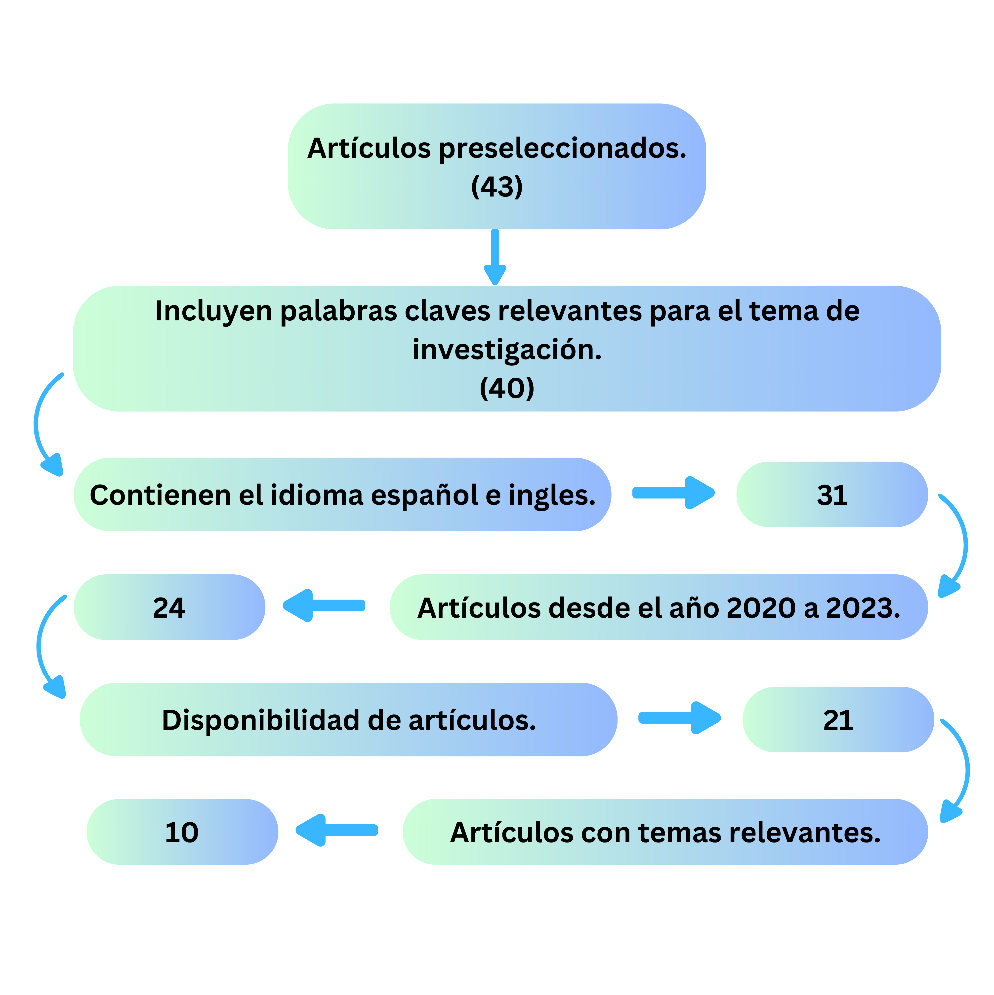 Artículos preseleccionados.
(43)
Incluyen palabras claves relevantes para el tema de
investigación.
(40)
Contienen el idioma español e ingles.
31
Artículos desde el año 2020 a 2023.
24
Disponibilidad de artículos.
21
Artículos con temas relevantes.
10